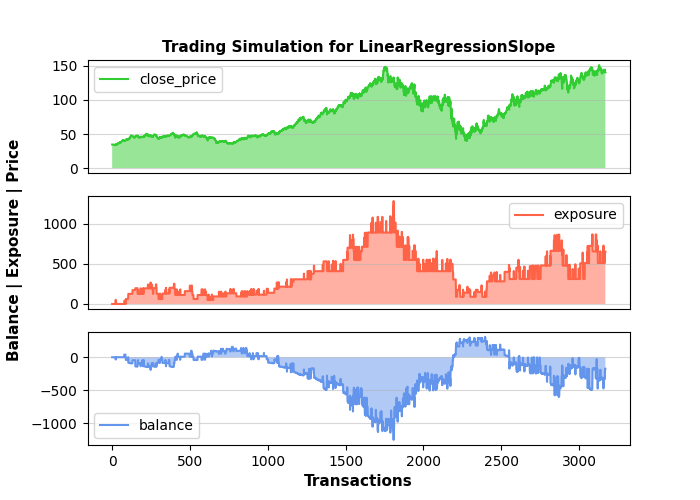 Trading Simulation for LinearRegressionSlope
150
100
50
0
close_price
1000
500
0
exposure
0
−500
−1000
balance
0 500 1000 1500 2000 2500 3000
Transactions
Balance | Exposure | Price